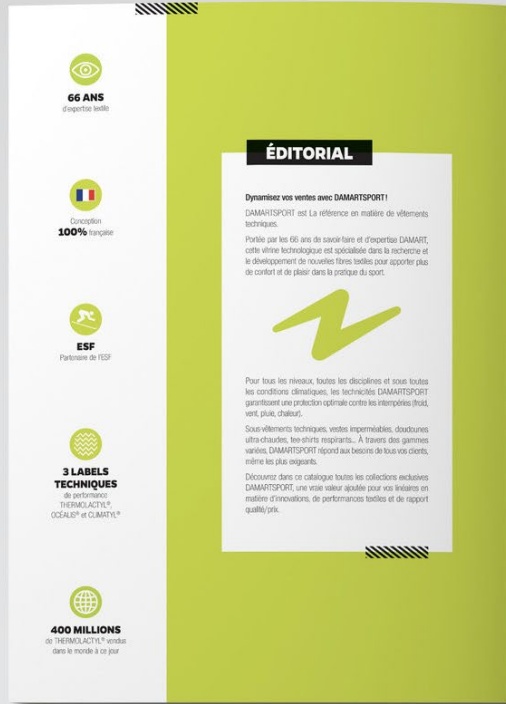 66 ANS
d'expertise textile
Conception
100% française
ESF
Partenaire de l'ESF
3 LABELS
TECHNIQUES
de performance
THERMOLACTYL®,
OCÉALIS® et CLIMATYL®
400 MILLIONS
de THERMOLACTYL® vendus
dans le monde à ce jour
ÉDITORIAL
Dynamisez vos ventes avec DAMARTSPORT !
DAMARTSPORT est La référence en matière de vêtements
techniques.
Portée par les 66 ans de savoir-faire et d'expertise DAMART,
cette vitrine technologique est spécialisée dans la recherche et
le développement de nouvelles fibres textiles pour apporter plus
de confort et de plaisir dans la pratique du sport.
Pour tous les niveaux, toutes les disciplines et sous toutes
les conditions climatiques, les technicités DAMARTSPORT
garantissent une protection optimale contre les intempéries (froid,
vent, pluie, chaleur).
Sous-vêtements techniques, vestes imperméables, doudounes
ultra-chaudes, tee-shirts respirants... À travers des gammes
variées, DAMARTSPORT répond aux besoins de tous vos clients,
même les plus exigeants.
Découvrez dans ce catalogue toutes les collections exclusives
DAMARTSPORT, une vraie valeur ajoutée pour vos linéaires en
matière d'innovations, de performances textiles et de rapport
qualité/prix.